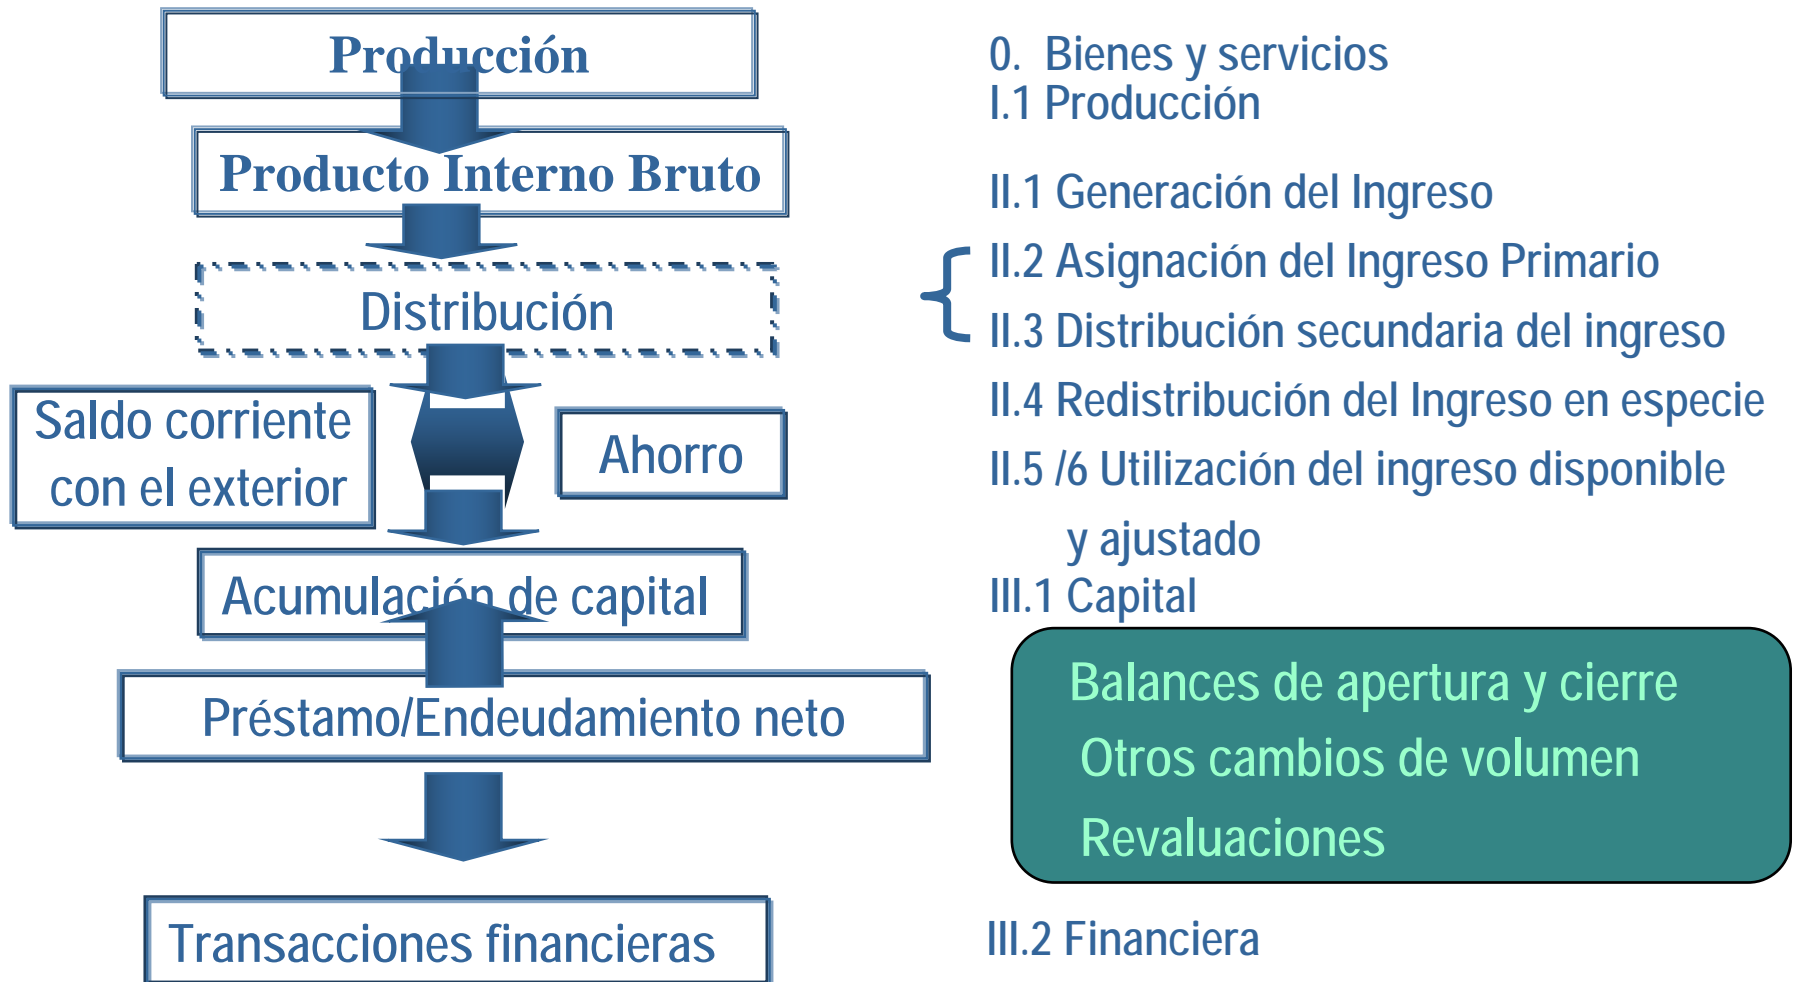 Producción
Producto Interno Bruto
Distribución
Saldo corriente
con el exterior
Ahorro
Acumulación de capital
Préstamo/Endeudamiento neto
Transacciones financieras
0. Bienes y servicios
I.1 Producción
II.1 Generación del Ingreso
II.2 Asignación del Ingreso Primario
II.3 Distribución secundaria del ingreso
II.4 Redistribución del Ingreso en especie
II.5 /6 Utilización del ingreso disponible
y ajustado
III.1 Capital
Balances de apertura y cierre
Otros cambios de volumen
Revaluaciones
III.2 Financiera